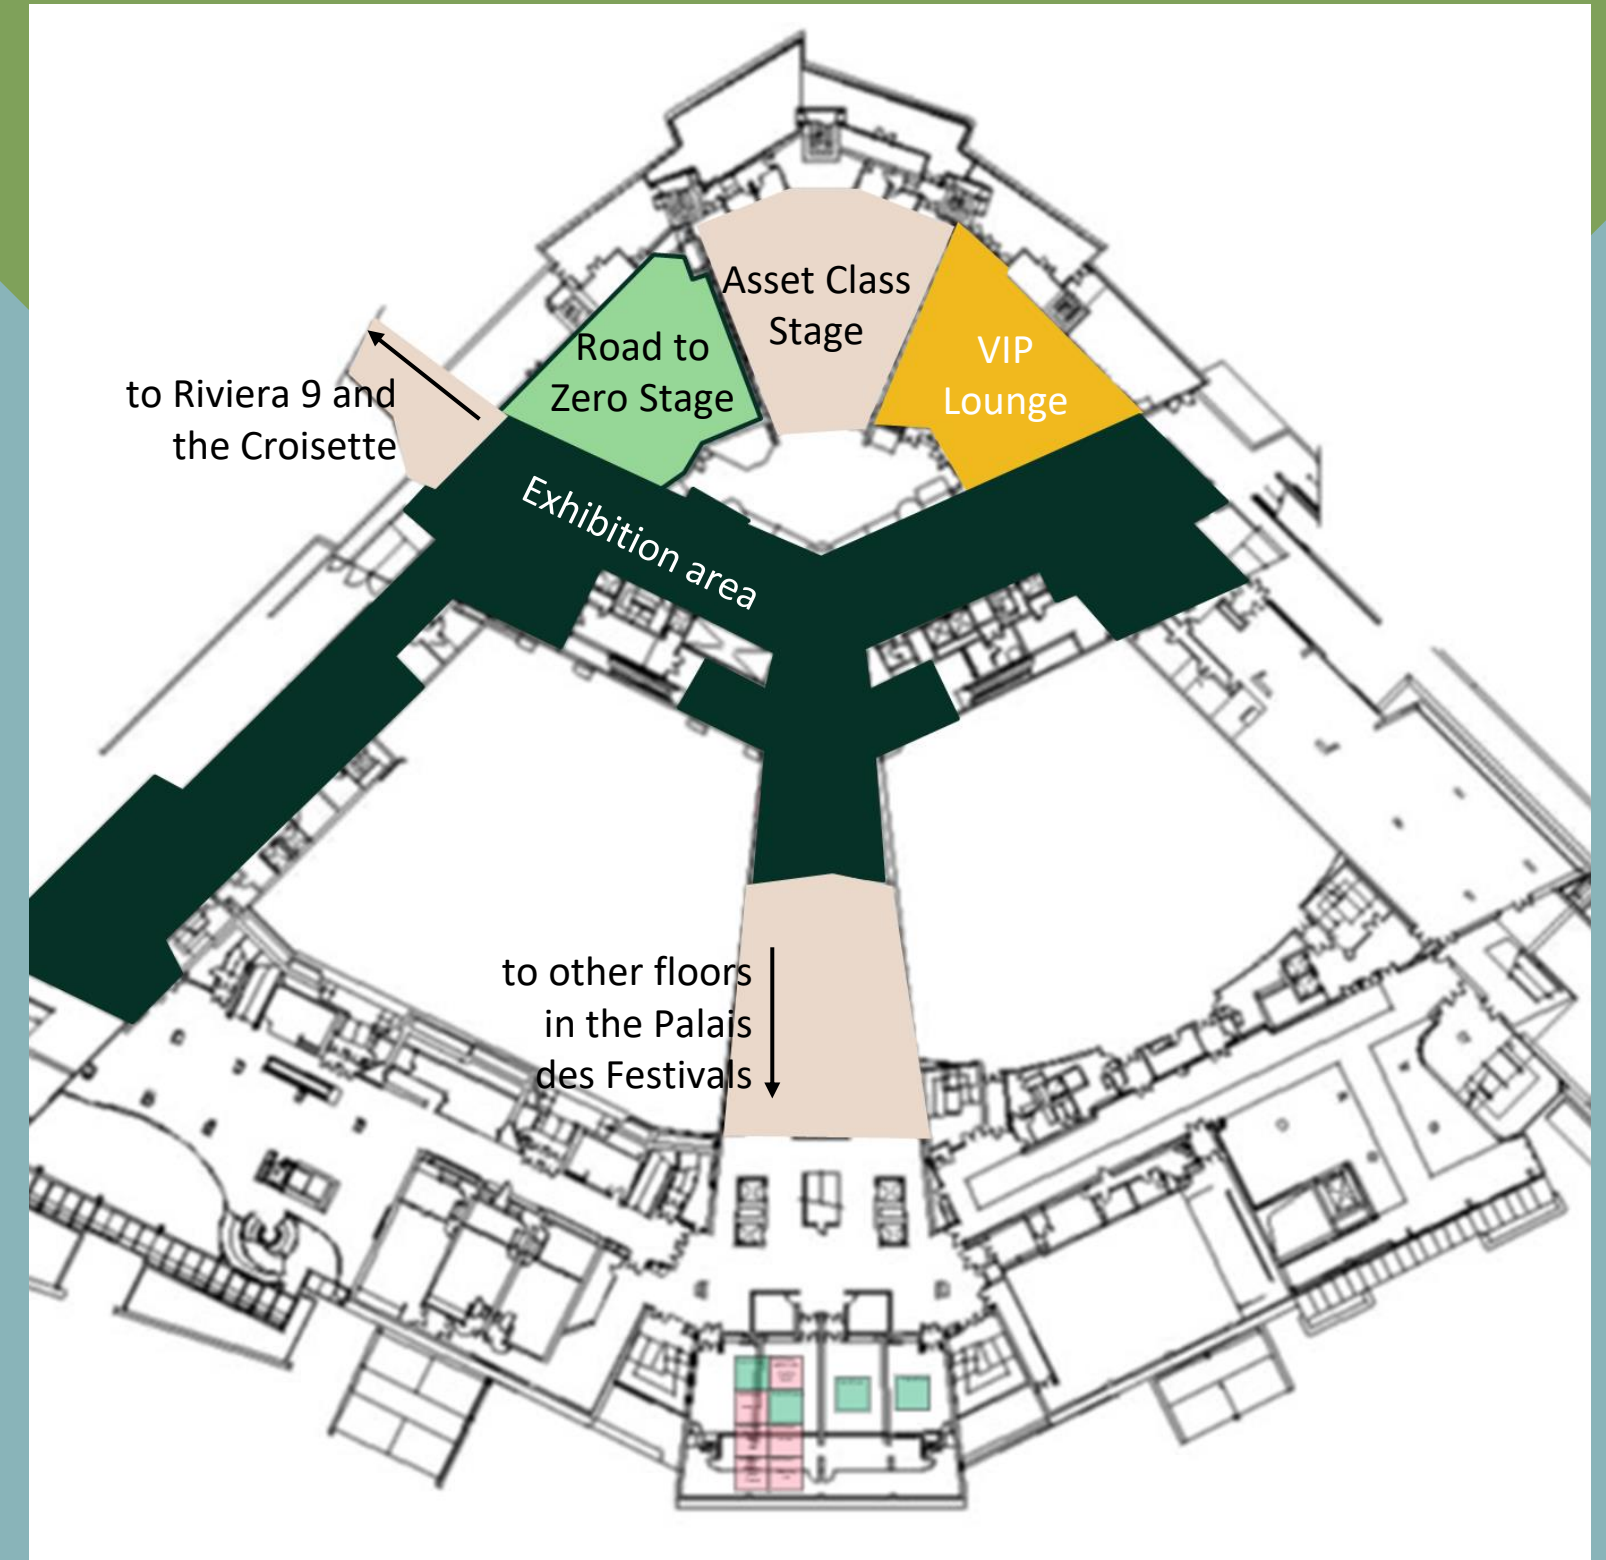 Asset Class
Stage
Road to
Zero Stage
VIP
Lounge
to Riviera 9 and
the Croisette
Exhibition area
to other floors
in the Palais
des Festivals